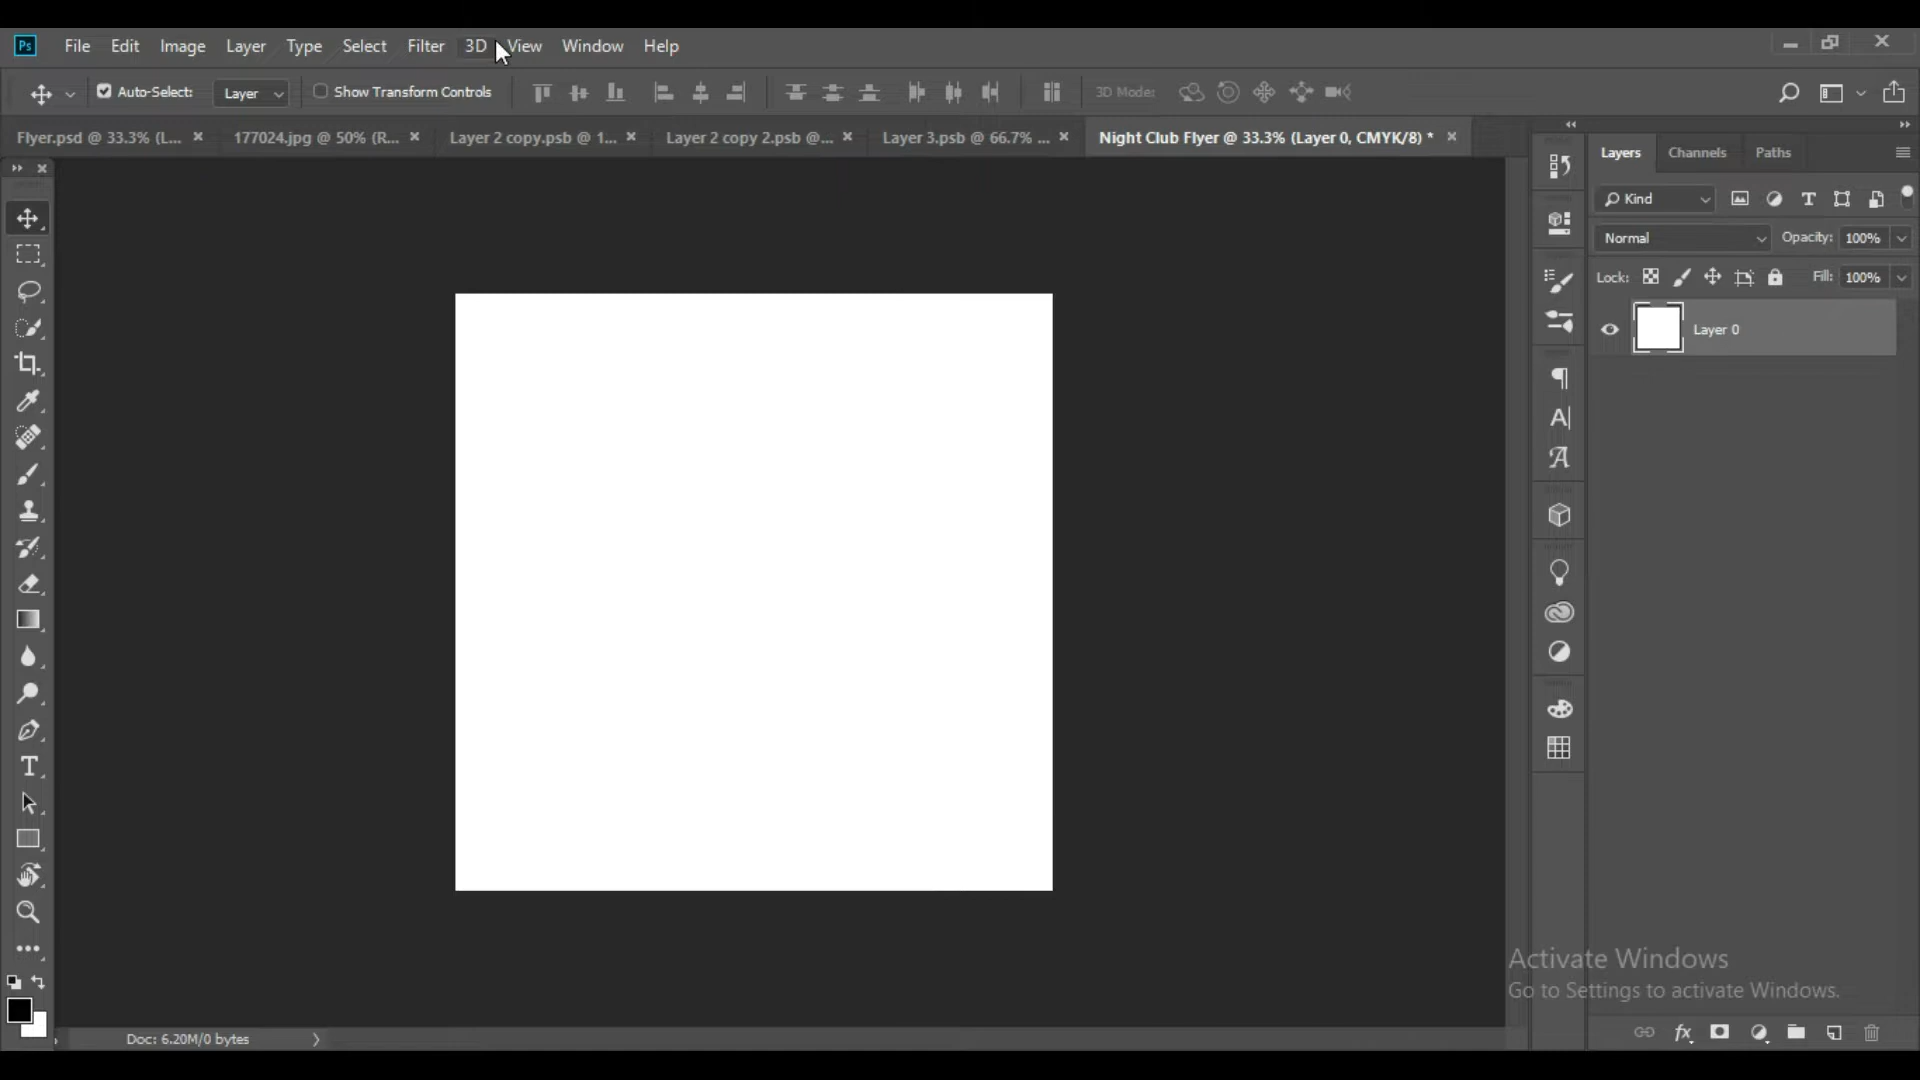 Ps File Edit Image Layer Type Select Filter 3D View Window Help
Auto-Select: Layer Show Transform Controls 3D Mode:
Flyer.psd @ 33.3% (L... 177024.jpg @ 50% (R... Layer 2 copy.psb @ 1... Layer 2 copy 2.psb @... Layer 3.psb @ 66.7% ... Night Club Flyer @ 33.3% (Layer 0, CMYK/8) *
Layers Channels Paths
Kind
Normal Opacity: 100%
Lock: Fill: 100%
Layer 0
Activate Windows
Go to Settings to activate Windows.
Doc: 6.20M/0 bytes